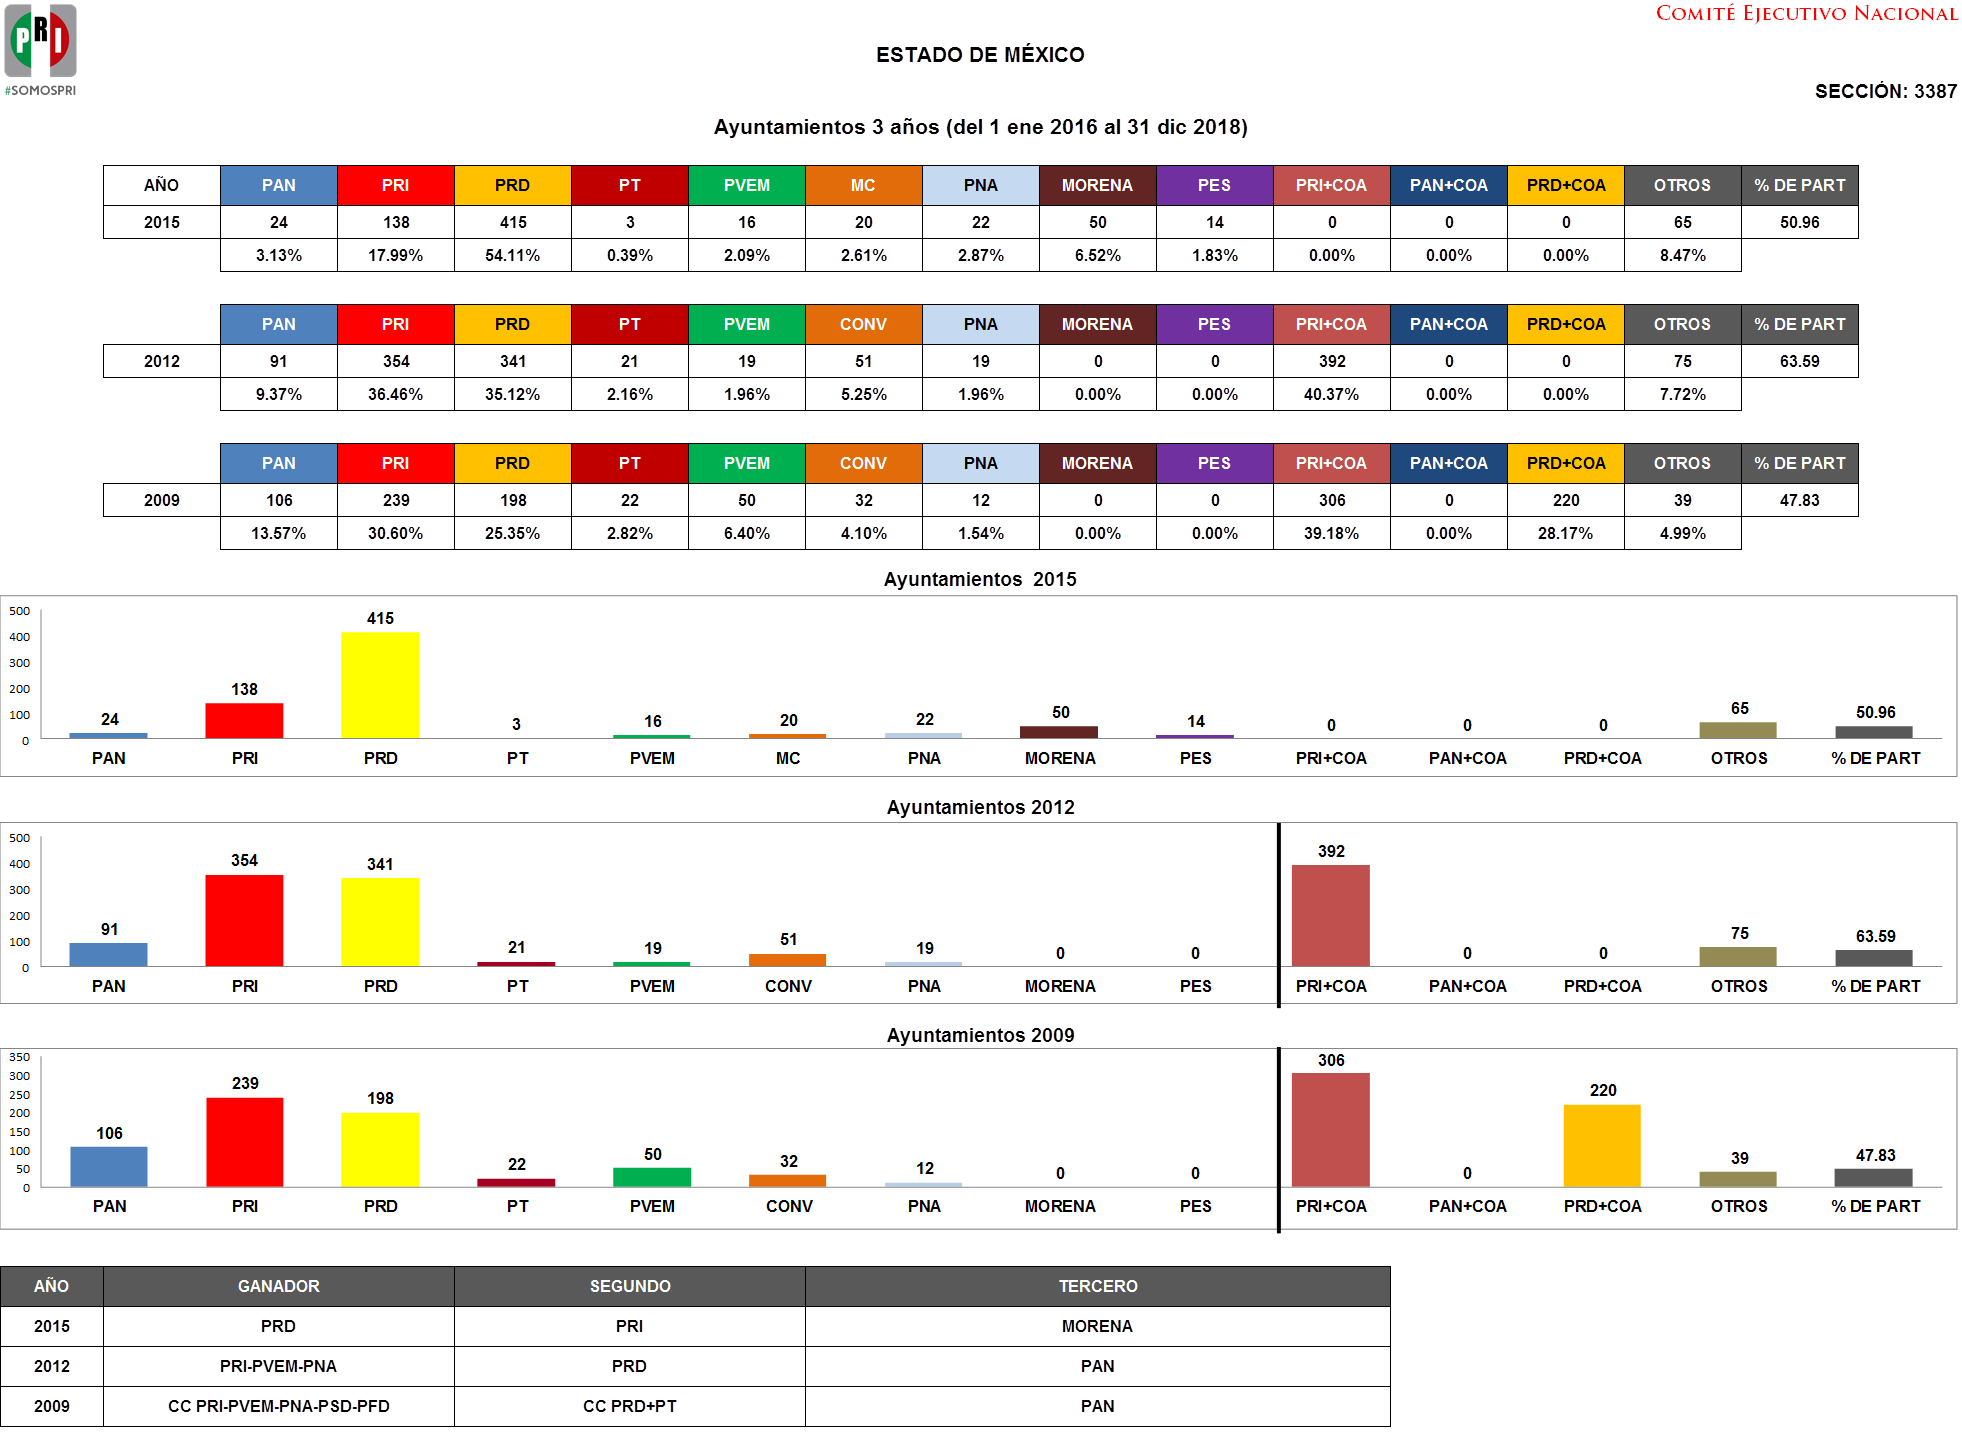 PRI
#SOMOSPRI
COMITÉ EJECUTIVO NACIONAL
ESTADO DE MÉXICO
SECCIÓN: 3387
Ayuntamientos 3 años (del 1 ene 2016 al 31 dic 2018)
AÑO PAN PRI PRD PT PVEM MC PNA MORENA PES PRI+COA PAN+COA PRD+COA OTROS % DE PART
2015 24 138 415 3 16 20 22 50 14 0 0 0 65 50.96
3.13% 17.99% 54.11% 0.39% 2.09% 2.61% 2.87% 6.52% 1.83% 0.00% 0.00% 0.00% 8.47%
PAN PRI PRD PT PVEM CONV PNA MORENA PES PRI+COA PAN+COA PRD+COA OTROS % DE PART
2012 91 354 341 21 19 51 19 0 0 392 0 0 75 63.59
9.37% 36.46% 35.12% 2.16% 1.96% 5.25% 1.96% 0.00% 0.00% 40.37% 0.00% 0.00% 7.72%
PAN PRI PRD PT PVEM CONV PNA MORENA PES PRI+COA PAN+COA PRD+COA OTROS % DE PART
2009 106 239 198 22 50 32 12 0 0 306 0 220 39 47.83
13.57% 30.60% 25.35% 2.82% 6.40% 4.10% 1.54% 0.00% 0.00% 39.18% 0.00% 28.17% 4.99%
Ayuntamientos 2015
500
400
300
200
100
0
24 138 415 3 16 20 22 50 14 0 0 0 65 50.96
PAN PRI PRD PT PVEM MC PNA MORENA PES PRI+COA PAN+COA PRD+COA OTROS % DE PART
Ayuntamientos 2012
500
400
300
200
100
0
91 354 341 21 19 51 19 0 0 392 0 0 75 63.59
PAN PRI PRD PT PVEM CONV PNA MORENA PES PRI+COA PAN+COA PRD+COA OTROS % DE PART
Ayuntamientos 2009
350
300
250
200
150
100
50
0
106 239 198 22 50 32 12 0 0 306 0 220 39 47.83
PAN PRI PRD PT PVEM CONV PNA MORENA PES PRI+COA PAN+COA PRD+COA OTROS % DE PART
AÑO GANADOR SEGUNDO TERCERO
2015 PRD PRI MORENA
2012 PRI-PVEM-PNA PRD PAN
2009 CC PRI-PVEM-PNA-PSD-PFD CC PRD+PT PAN